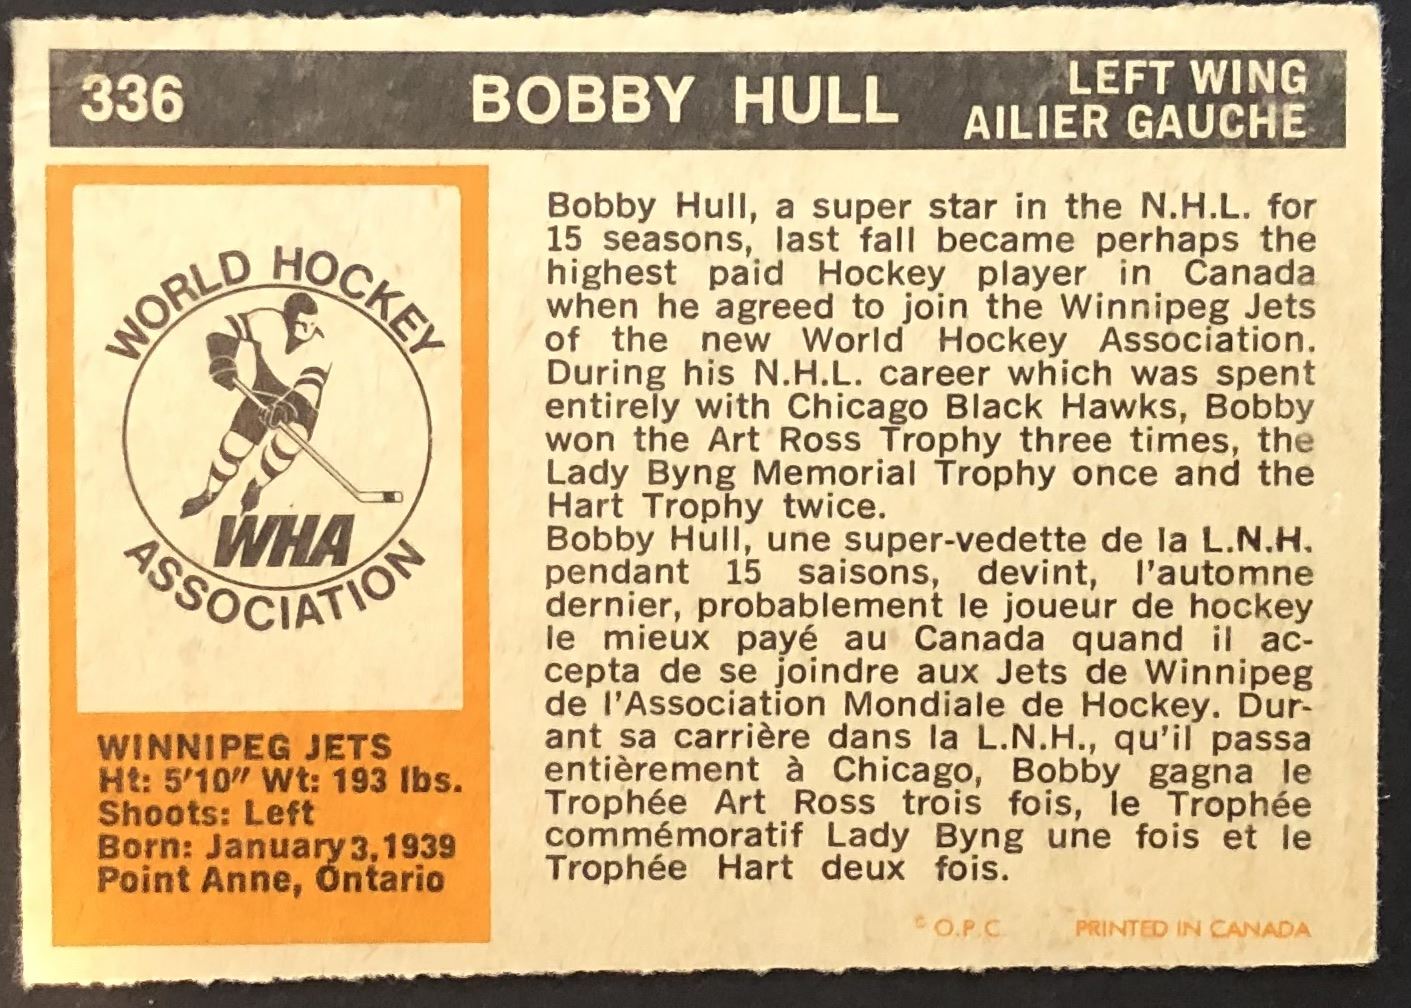 336
BOBBY HULL
LEFT WING
AILIER GAUCHE
WORLD HOCKEY
WHA
ASSOCIATION
WINNIPEG JETS
Ht: 5'10" Wt: 193 lbs.
Shoots: Left
Born: January 3, 1939
Point Anne, Ontario
Bobby Hull, a super star in the N.H.L. for
15 seasons, last fall became perhaps the
highest paid Hockey player in Canada
when he agreed to join the Winnipeg Jets
of the new World Hockey Association.
During his N.H.L. career which was spent
entirely with Chicago Black Hawks, Bobby
won the Art Ross Trophy three times, the
Lady Byng Memorial Trophy once and the
Hart Trophy twice.
Bobby Hull, une super-vedette de la L.N.H.
pendant 15 saisons, devint, l'automne
dernier, probablement le joueur de hockey
le mieux payé au Canada quand il ac-
cepta de se joindre aux Jets de Winnipeg
de l'Association Mondiale de Hockey. Dur-
ant sa carrière dans la L.N.H., qu'il passa
entièrement à Chicago, Bobby gagna le
Trophée Art Ross trois fois, le Trophée
commémoratif Lady Byng une fois et le
Trophée Hart deux fois.
© O.P.C. PRINTED IN CANADA